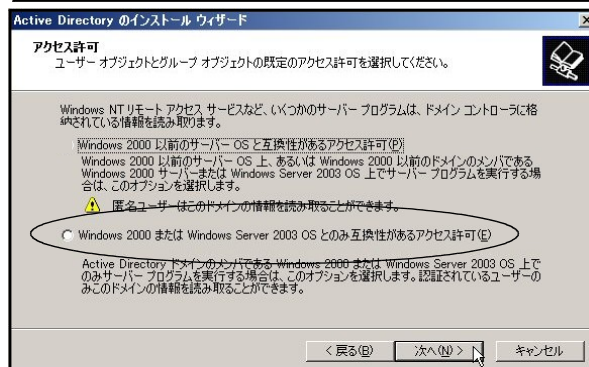 Active Directory のインストール ウィザード
アクセス許可
ユーザー オブジェクトとグループ オブジェクトの既定のアクセス許可を選択してください。
Windows NT リモート アクセス サービスなど、いくつかのサーバー プログラムは、ドメイン コントローラに格
納されている情報を読み取ります。
Windows 2000 以前のサーバー OS と互換性があるアクセス許可(P)
Windows 2000 以前のサーバー OS 上、あるいは Windows 2000 以前のドメインのメンバである
Windows 2000 サーバーまたは Windows Server 2003 OS 上でサーバー プログラムを実行する場
合は、このオプションを選択します。
匿名ユーザーはこのドメインの情報を読み取ることができます。
Windows 2000 または Windows Server 2003 OS とのみ互換性があるアクセス許可(E)
Active Directory ドメインのメンバである Windows 2000 または Windows Server 2003 OS 上で
のみサーバー プログラムを実行する場合は、このオプションを選択します。認証されているユーザーの
みこのドメインの情報を読み取ることができます。
< 戻る(B) 次へ(N) > キャンセル